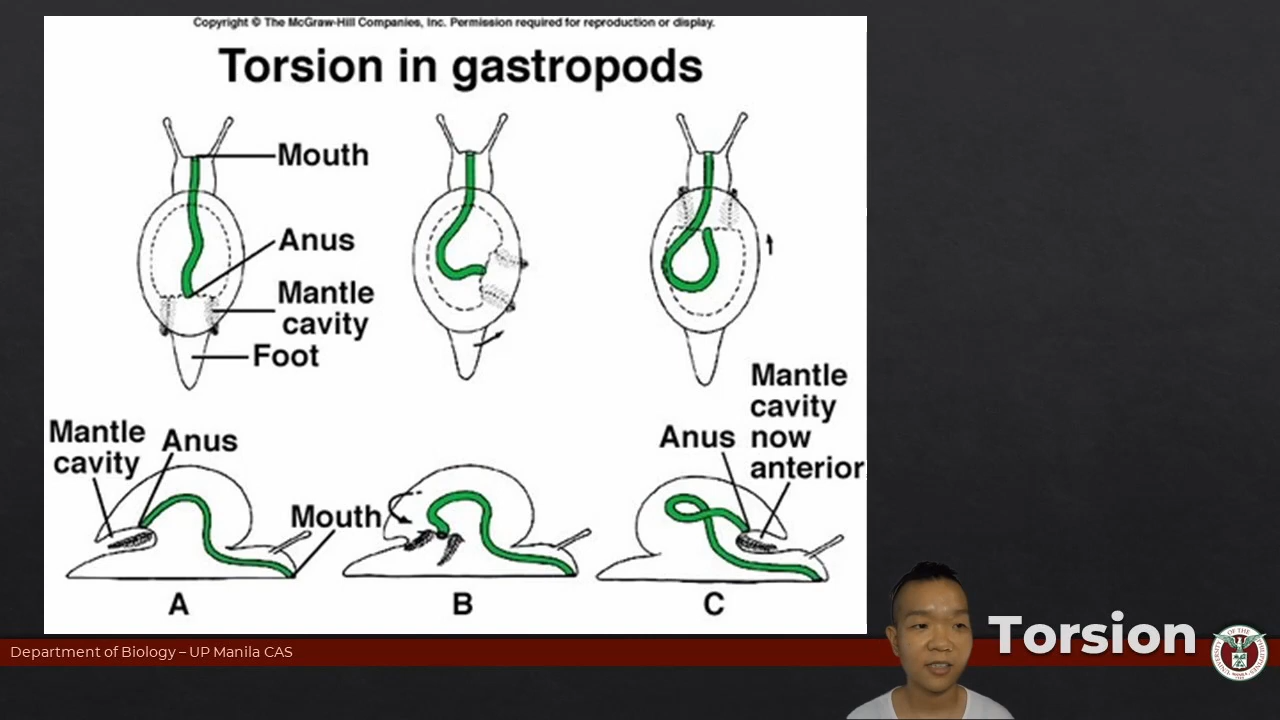 Copyright © The McGraw-Hill Companies, Inc. Permission required for reproduction or display.
Torsion in gastropods
Mouth
Anus
Mantle
cavity
Foot
Mantle
cavity
Anus
Mouth
Anus
Mantle
cavity
now
anterior
A
B
C
Torsion
Department of Biology – UP Manila CAS